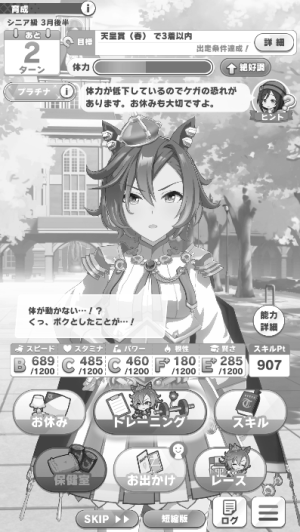 育成
シニア級 3月後半
あと
2
ターン
目標
天皇賞(春)で3着以内
出走条件達成!
詳細
体力
絶好調
プラチナ
体力が低下しているのでケガの恐れが
あります。お休みも大切ですよ。
ヒント
体が動かない…!?
くっ、ボクとしたことが…!
能力
詳細
スピード スタミナ パワー 根性 賢さ スキルPt
B 689/1200 C 485/1200 C 460/1200 F+ 180/1200 E 285/1200 907
お休み
トレーニング
スキル
保健室
お出かけ
レース
SKIP
短縮版
ログ